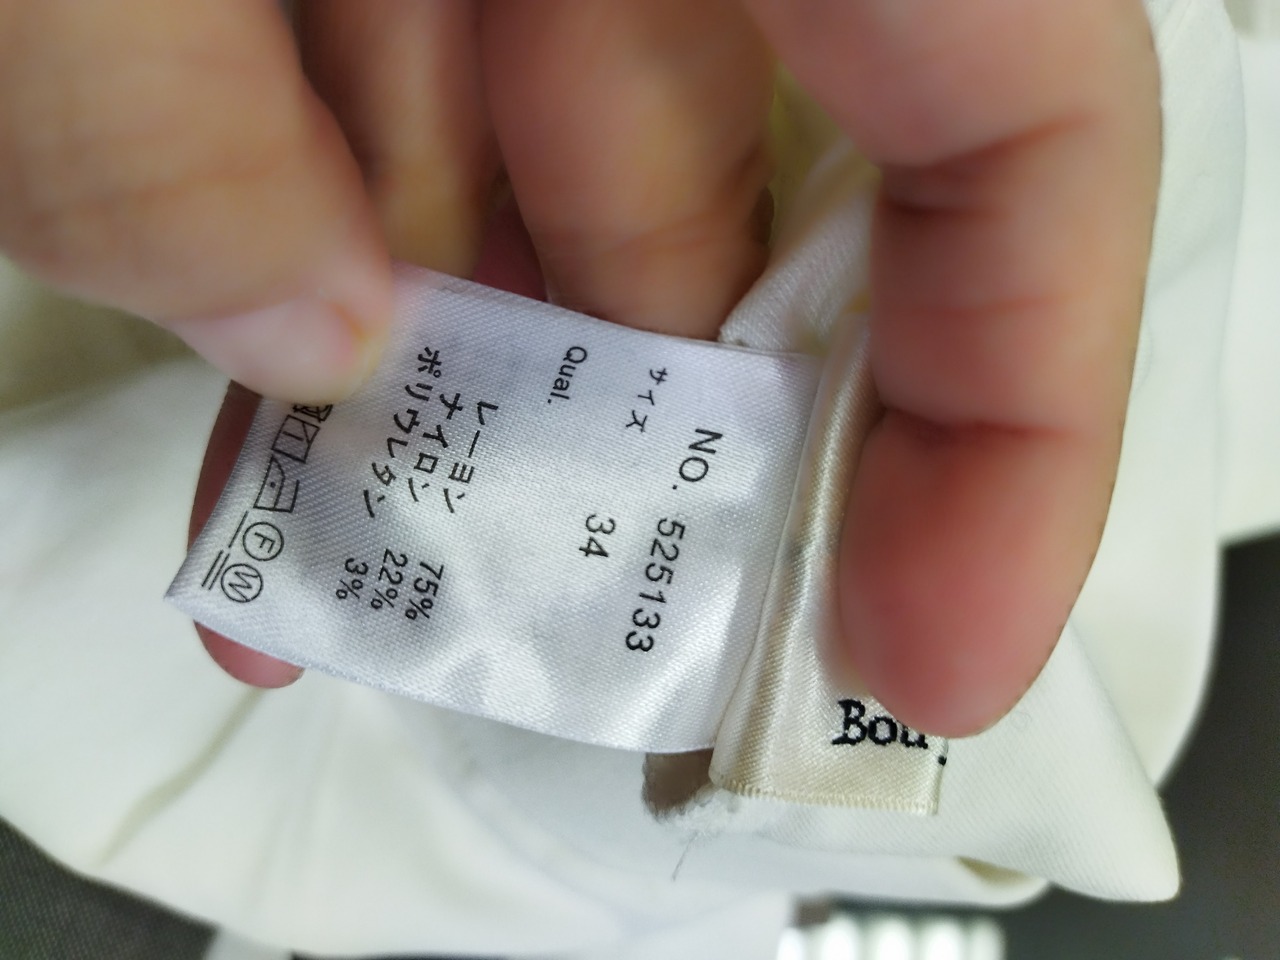 NO. 525133
サイズ 34
Qual.
レーヨン 75%
ナイロン 22%
ポリウレタン 3%
F W